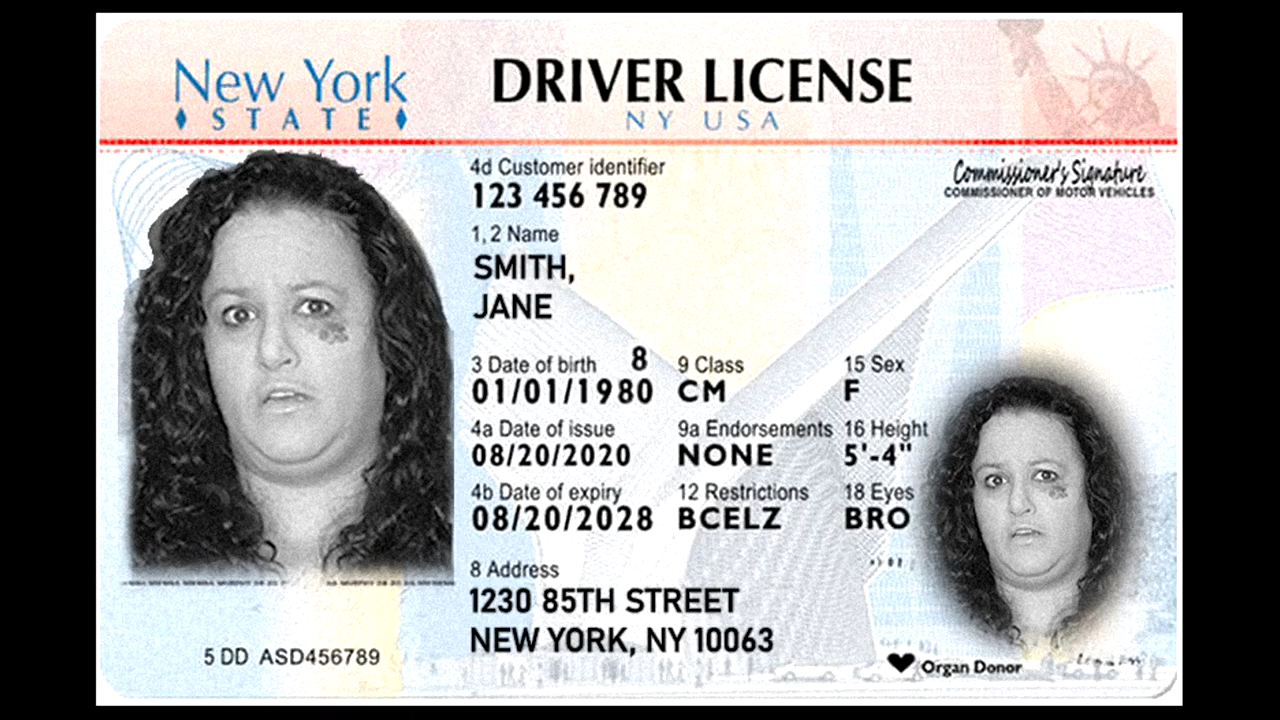 New York
STATE
DRIVER LICENSE
NY USA
4d Customer identifier
123 456 789
Commissioner's Signature
COMMISSIONER OF MOTOR VEHICLES
1, 2 Name
SMITH,
JANE
3 Date of birth 8 9 Class 15 Sex
01/01/1980 CM F
4a Date of issue 9a Endorsements 16 Height
08/20/2020 NONE 5'-4"
4b Date of expiry 12 Restrictions 18 Eyes
08/20/2028 BCELZ BRO
8 Address
1230 85TH STREET
NEW YORK, NY 10063
5 DD ASD456789
Organ Donor